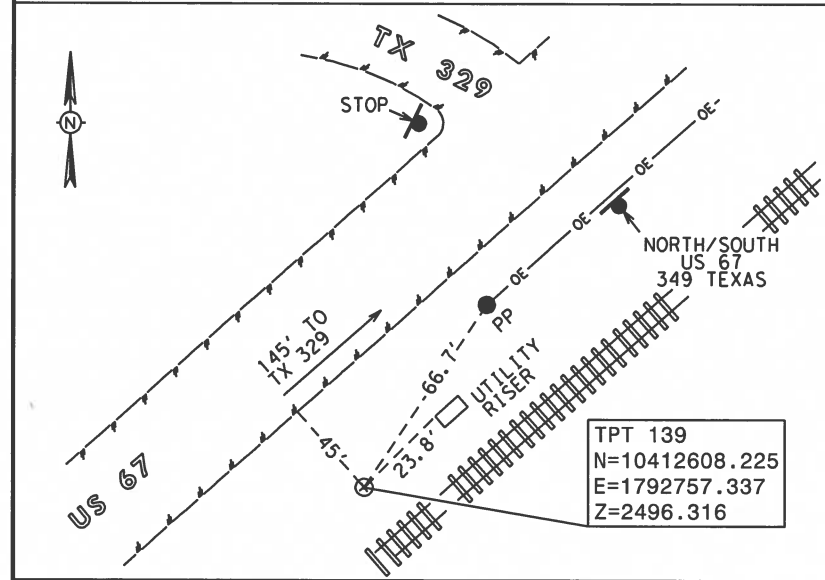 TX 329
STOP
N
OE
OE
OE
OE-
NORTH/SOUTH
US 67
349 TEXAS
PP
145' TO
TX 329
66.7'
UTILITY
RISER
23.8'
45'
US 67
TPT 139
N=10412608.225
E=1792757.337
Z=2496.316